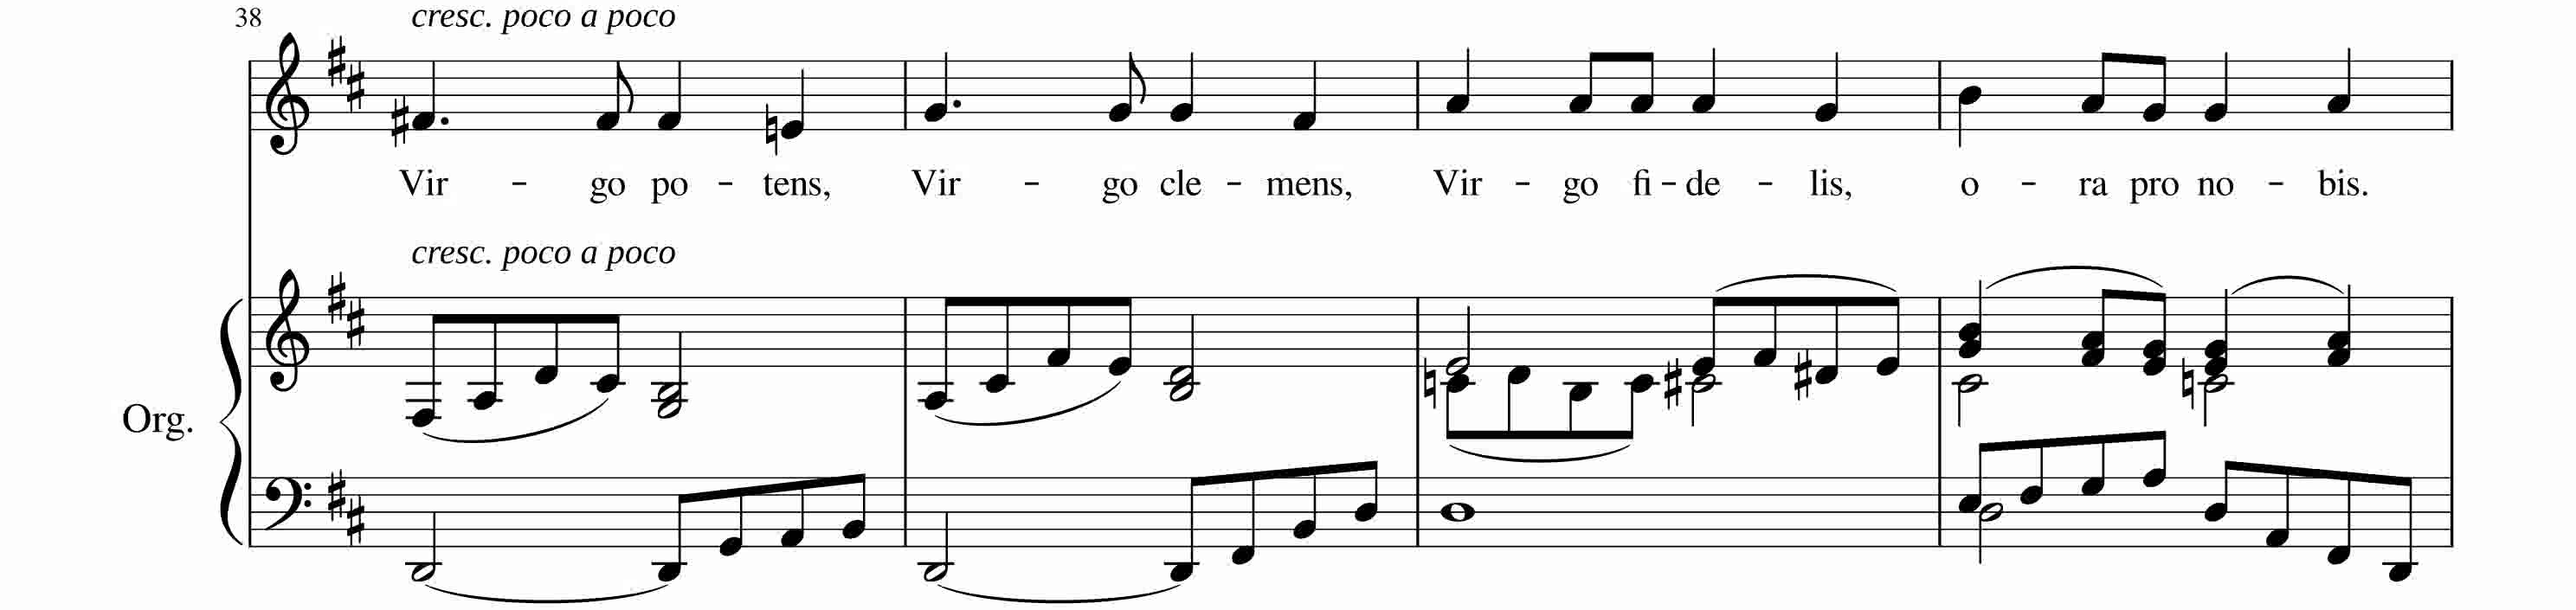 38
cresc. poco a poco
Vir - go po - tens, Vir - go cle - mens, Vir - go fi - de - lis, o - ra pro no - bis.
cresc. poco a poco
Org.